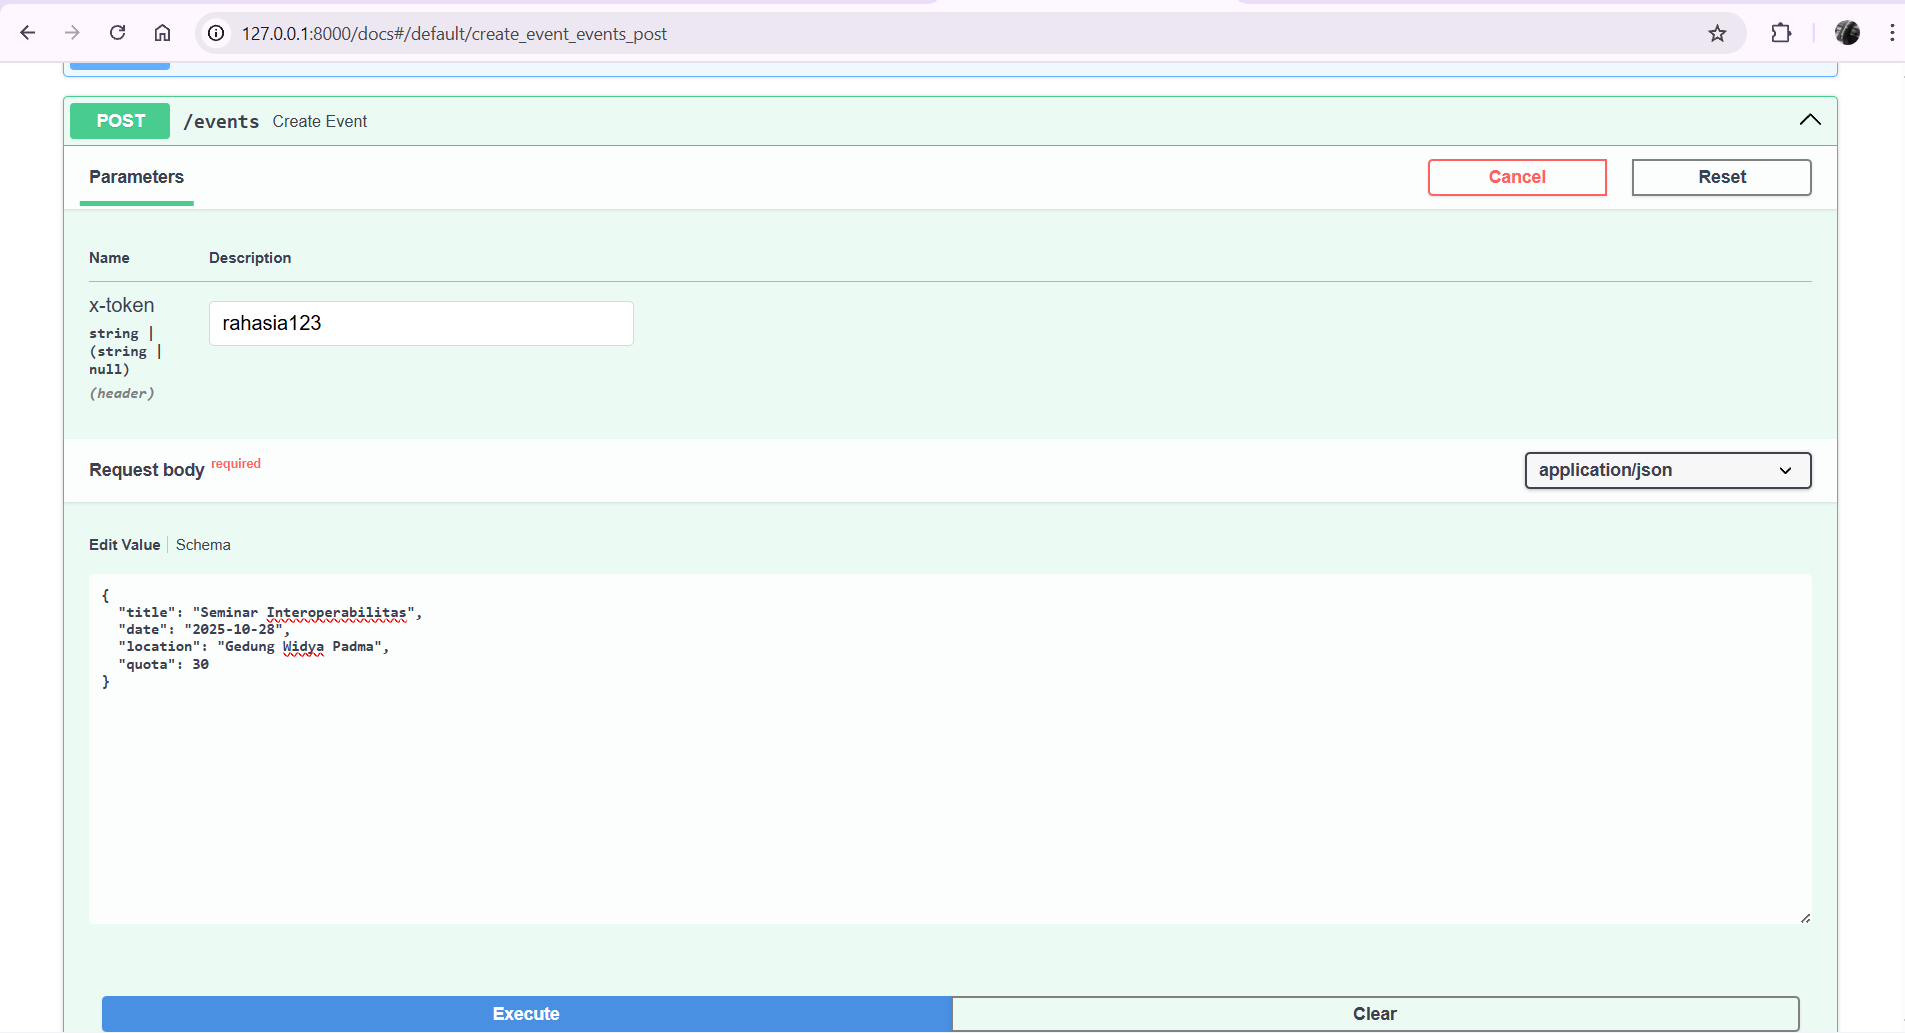 127.0.0.1:8000/docs#/default/create_event_events_post
POST /events Create Event
Parameters
Cancel
Reset
Name Description
x-token
string |
(string |
null)
(header)
rahasia123
Request body required
application/json
Edit Value Schema
{
"title": "Seminar Interoperabilitas",
"date": "2025-10-28",
"location": "Gedung Widya Padma",
"quota": 30
}
Execute
Clear